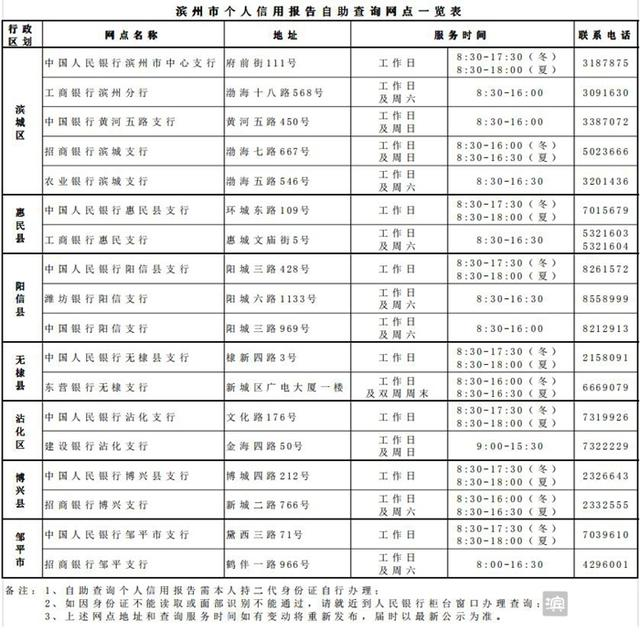 滨州市个人信用报告自助查询网点一览表
行政区划 网点名称 地址 服务时间 联系电话
滨城区
中国人民银行滨州市中心支行 府前街111号 工作日 8:30-17:30(冬) 8:30-18:00(夏) 3187875
工商银行滨州分行 渤海十八路568号 工作日及周六 8:30-16:00 3091630
中国银行黄河五路支行 黄河五路450号 工作日及周日 8:30-16:00 3387072
招商银行滨城支行 渤海七路667号 工作日及周日 8:30-16:00(冬) 8:30-16:30(夏) 5023666
农业银行滨城支行 渤海五路546号 工作日及周六 8:30-16:30 3201436
惠民县
中国人民银行惠民县支行 环城东路109号 工作日 8:30-17:30(冬) 8:30-18:00(夏) 7015679
工商银行惠民支行 惠城文庙街5号 工作日及周六 8:30-16:30 5321603 5321604
阳信县
中国人民银行阳信县支行 阳城三路428号 工作日 8:30-17:30(冬) 8:30-18:00(夏) 8261572
潍坊银行阳信支行 阳城六路1133号 工作日及周六 8:30-16:30 8558999
中国银行阳信支行 阳城三路969号 工作日及周六 8:30-16:00 8212913
无棣县
中国人民银行无棣县支行 棣新四路3号 工作日 8:30-17:30(冬) 8:30-18:00(夏) 2158091
东营银行无棣支行 新城区广电大厦一楼 工作日及双周周末 8:30-16:00(冬) 8:30-16:30(夏) 6669079
沾化区
中国人民银行沾化支行 文化路176号 工作日 8:30-17:30(冬) 8:30-18:00(夏) 7319926
建设银行沾化支行 金海四路50号 工作日及周日 9:00-15:30 7322229
博兴县
中国人民银行博兴县支行 博城四路212号 工作日 8:30-17:30(冬) 8:30-18:00(夏) 2326643
招商银行博兴支行 新城二路766号 工作日 8:30-16:00(冬) 8:30-16:30(夏) 2332555
邹平市
中国人民银行邹平市支行 黛西三路71号 工作日 8:30-17:30(冬) 8:30-18:00(夏) 7039610
招商银行邹平支行 鹤伴一路966号 工作日及周六 8:00-16:30 4296001
备注:1、自助查询个人信用报告需本人持二代身份证自行办理;
2、如因身份证不能读取或面部识别不能通过,请就近到人民银行柜台窗口办理查询;
3、上述网点地址和查询服务时间如有变动将重新发布,届时以最新公示为准。
滨